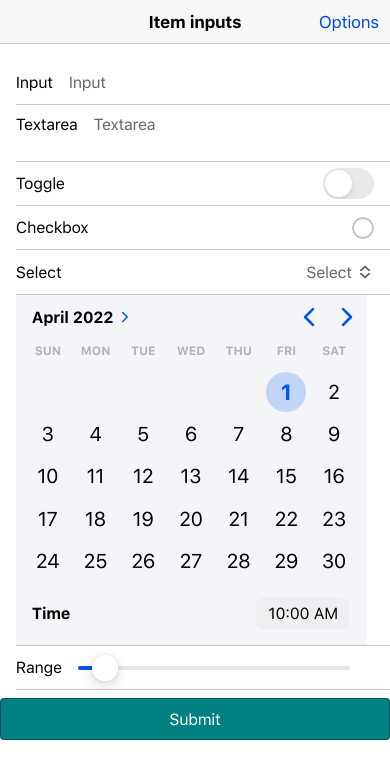 Item inputs Options
Input Input
Textarea Textarea
Toggle
Checkbox
Select Select
April 2022
SUN MON TUE WED THU FRI SAT
1 2
3 4 5 6 7 8 9
10 11 12 13 14 15 16
17 18 19 20 21 22 23
24 25 26 27 28 29 30
Time 10:00 AM
Range
Submit